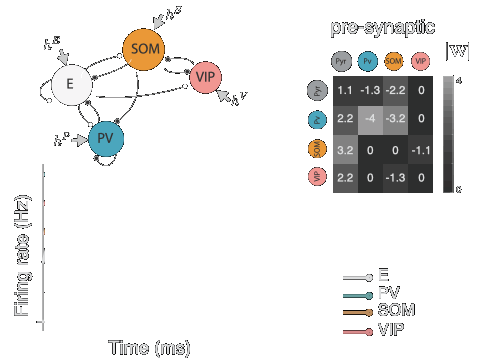 h^S
SOM
h^E
E
VIP
h^V
h^P
PV
pre-synaptic
|w|
Pyr Pv SOM VIP
Pyr 1.1 -1.3 -2.2 0
Pv 2.2 -4 -3.2 0
SOM 3.2 0 0 -1.1
VIP 2.2 0 -1.3 0
4
0
Firing rate (Hz)
Time (ms)
E
PV
SOM
VIP